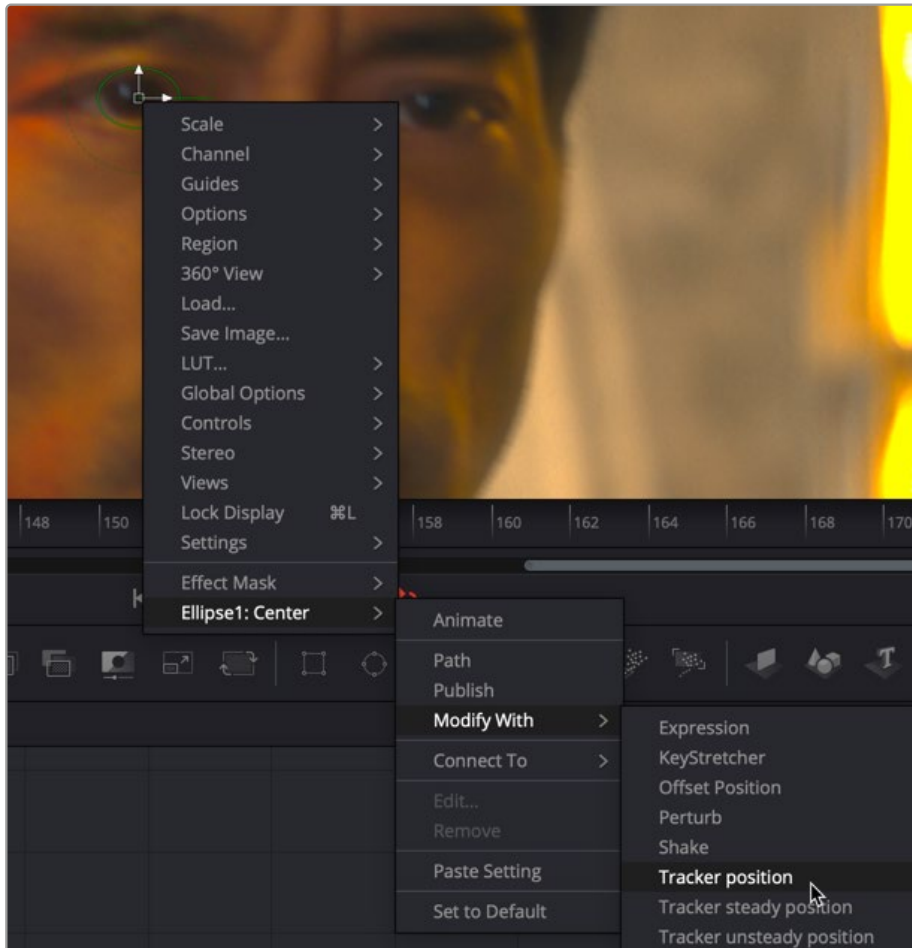 Scale
Channel
Guides
Options
Region
360° View
Load...
Save Image...
LUT...
Global Options
Controls
Stereo
Views
Lock Display ⌘L
Settings
Effect Mask
Ellipse1: Center
148 150 158 160 162 164 166 168 170
Animate
Path
Publish
Modify With
Connect To
Edit...
Remove
Paste Setting
Set to Default
Expression
KeyStretcher
Offset Position
Perturb
Shake
Tracker position
Tracker steady position
Tracker unsteady position
T